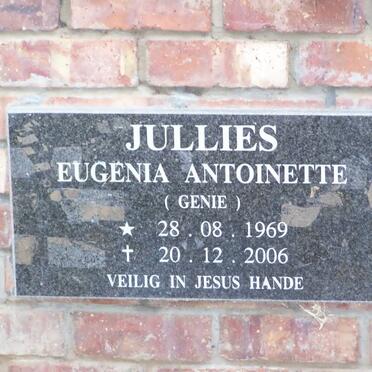 JULLIES
EUGENIA ANTOINETTE
( GENIE )
★ 28 . 08 . 1969
✝ 20 . 12 . 2006
VEILIG IN JESUS HANDE